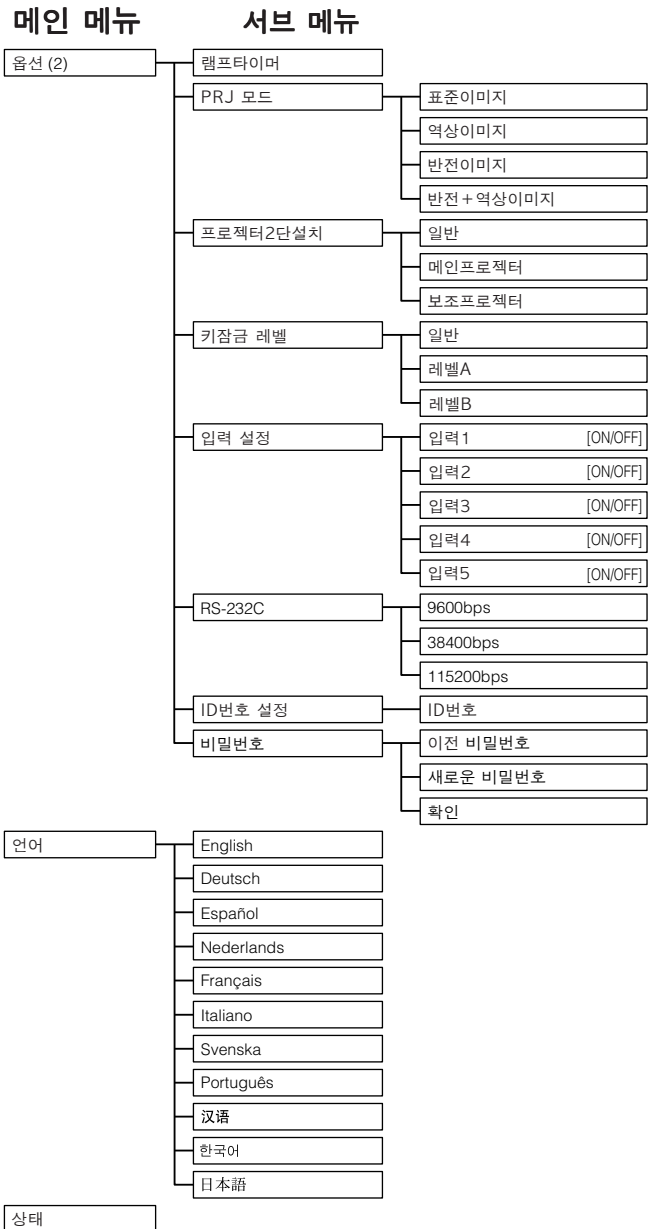 메인 메뉴 서브 메뉴
옵션 (2) 램프타이머
PRJ 모드 표준이미지
역상이미지
반전이미지
반전+역상이미지
프로젝터2단설치 일반
메인프로젝터
보조프로젝터
키잠금 레벨 일반
레벨A
레벨B
입력 설정 입력1 [ON/OFF]
입력2 [ON/OFF]
입력3 [ON/OFF]
입력4 [ON/OFF]
입력5 [ON/OFF]
RS-232C 9600bps
38400bps
115200bps
ID번호 설정 ID번호
비밀번호 이전 비밀번호
새로운 비밀번호
확인
언어 English
Deutsch
Español
Nederlands
Français
Italiano
Svenska
Português
汉语
한국어
日本語
상태